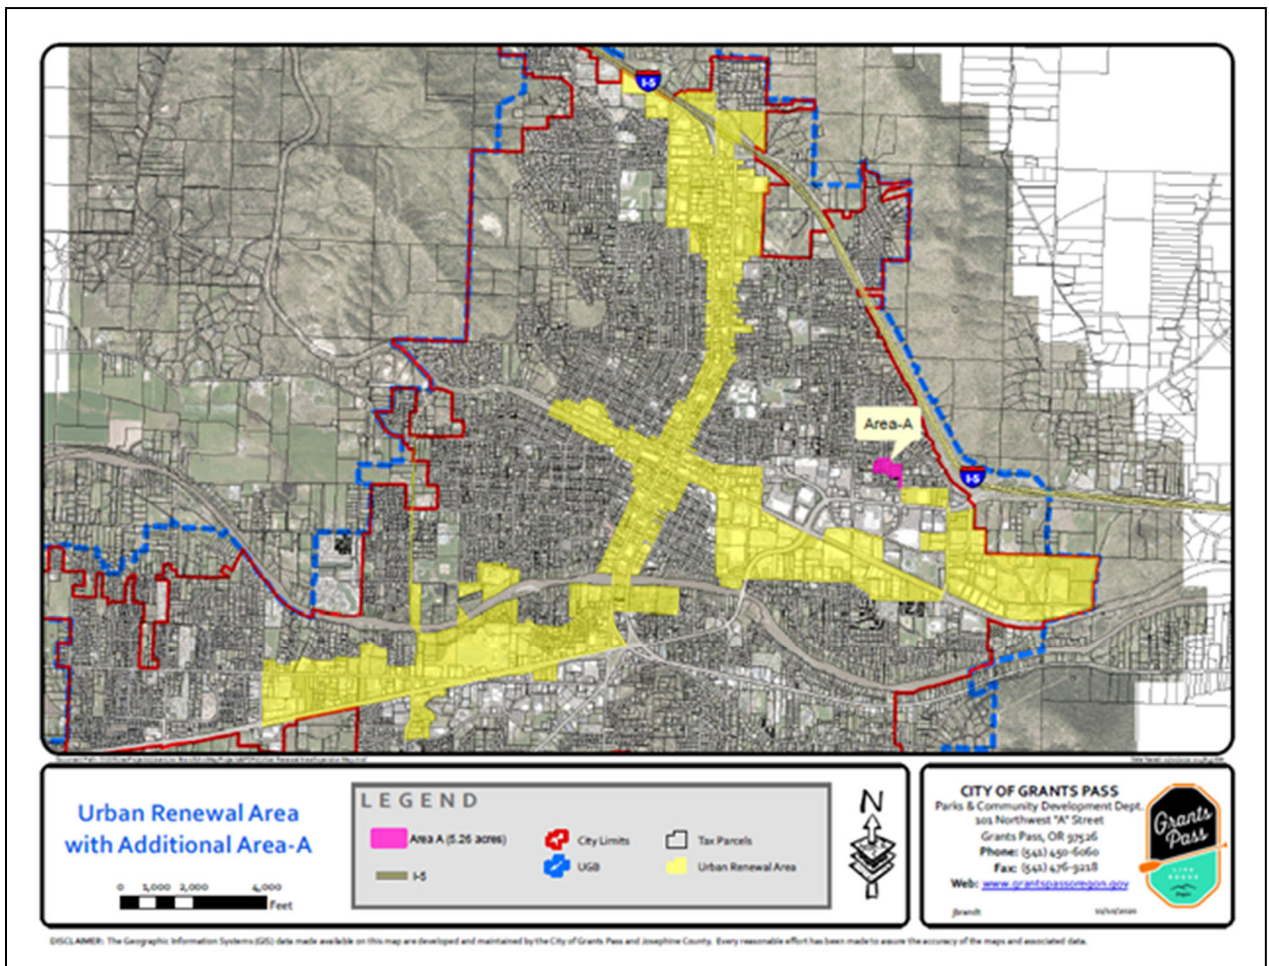 I-5
Area-A
I-5
Urban Renewal Area
with Additional Area-A
0 1,000 2,000 4,000
Feet
LEGEND
Area A (5.26 acres)
I-5
City Limits
UGB
Tax Parcels
Urban Renewal Area
N
CITY OF GRANTS PASS
Parks & Community Development Dept.
101 Northwest "A" Street
Grants Pass, OR 97526
Phone: (541) 450-6060
Fax: (541) 476-9218
Web: www.grantspassoregon.gov
jbrandt
Grants
Pass
DISCLAIMER: The Geographic Information Systems (GIS) data made available on this map are developed and maintained by the City of Grants Pass and Josephine County. Every reasonable effort has been made to assure the accuracy of the maps and associated data.